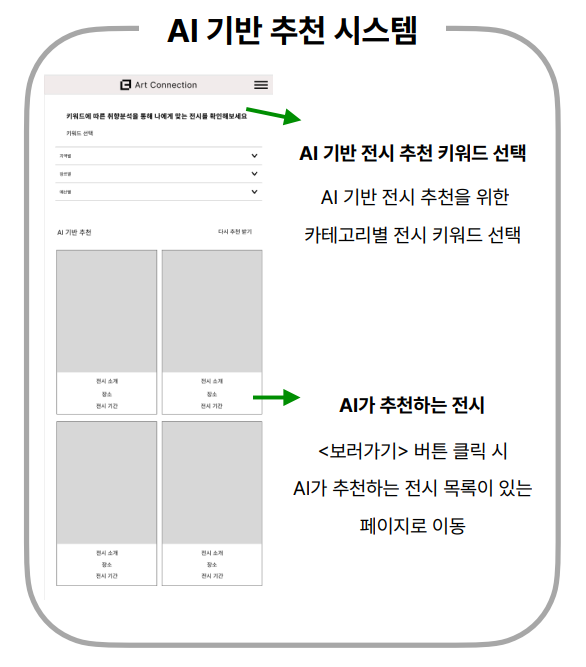 AI 기반 추천 시스템
Art Connection
키워드에 따른 취향분석을 통해 나에게 맞는 전시를 확인해보세요
키워드 선택
지역별
장르별
예산별
AI 기반 추천
다시 추천 받기
전시 소개
장소
전시 기간
전시 소개
장소
전시 기간
전시 소개
장소
전시 기간
전시 소개
장소
전시 기간
AI 기반 전시 추천 키워드 선택
AI 기반 전시 추천을 위한
카테고리별 전시 키워드 선택
AI가 추천하는 전시
<보러가기> 버튼 클릭 시
AI가 추천하는 전시 목록이 있는
페이지로 이동